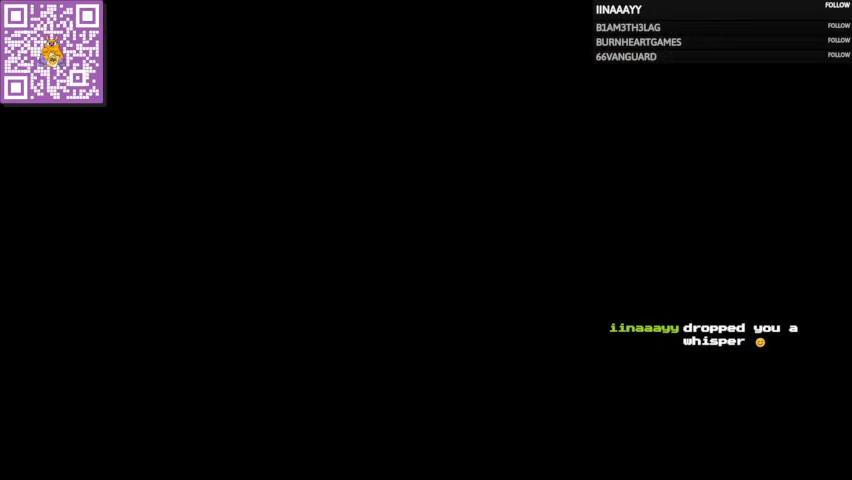 IINAAAYY FOLLOW
B1AM3TH3LAG FOLLOW
BURNHEARTGAMES FOLLOW
66VANGUARD FOLLOW
iinaaayy dropped you a
whisper 😊